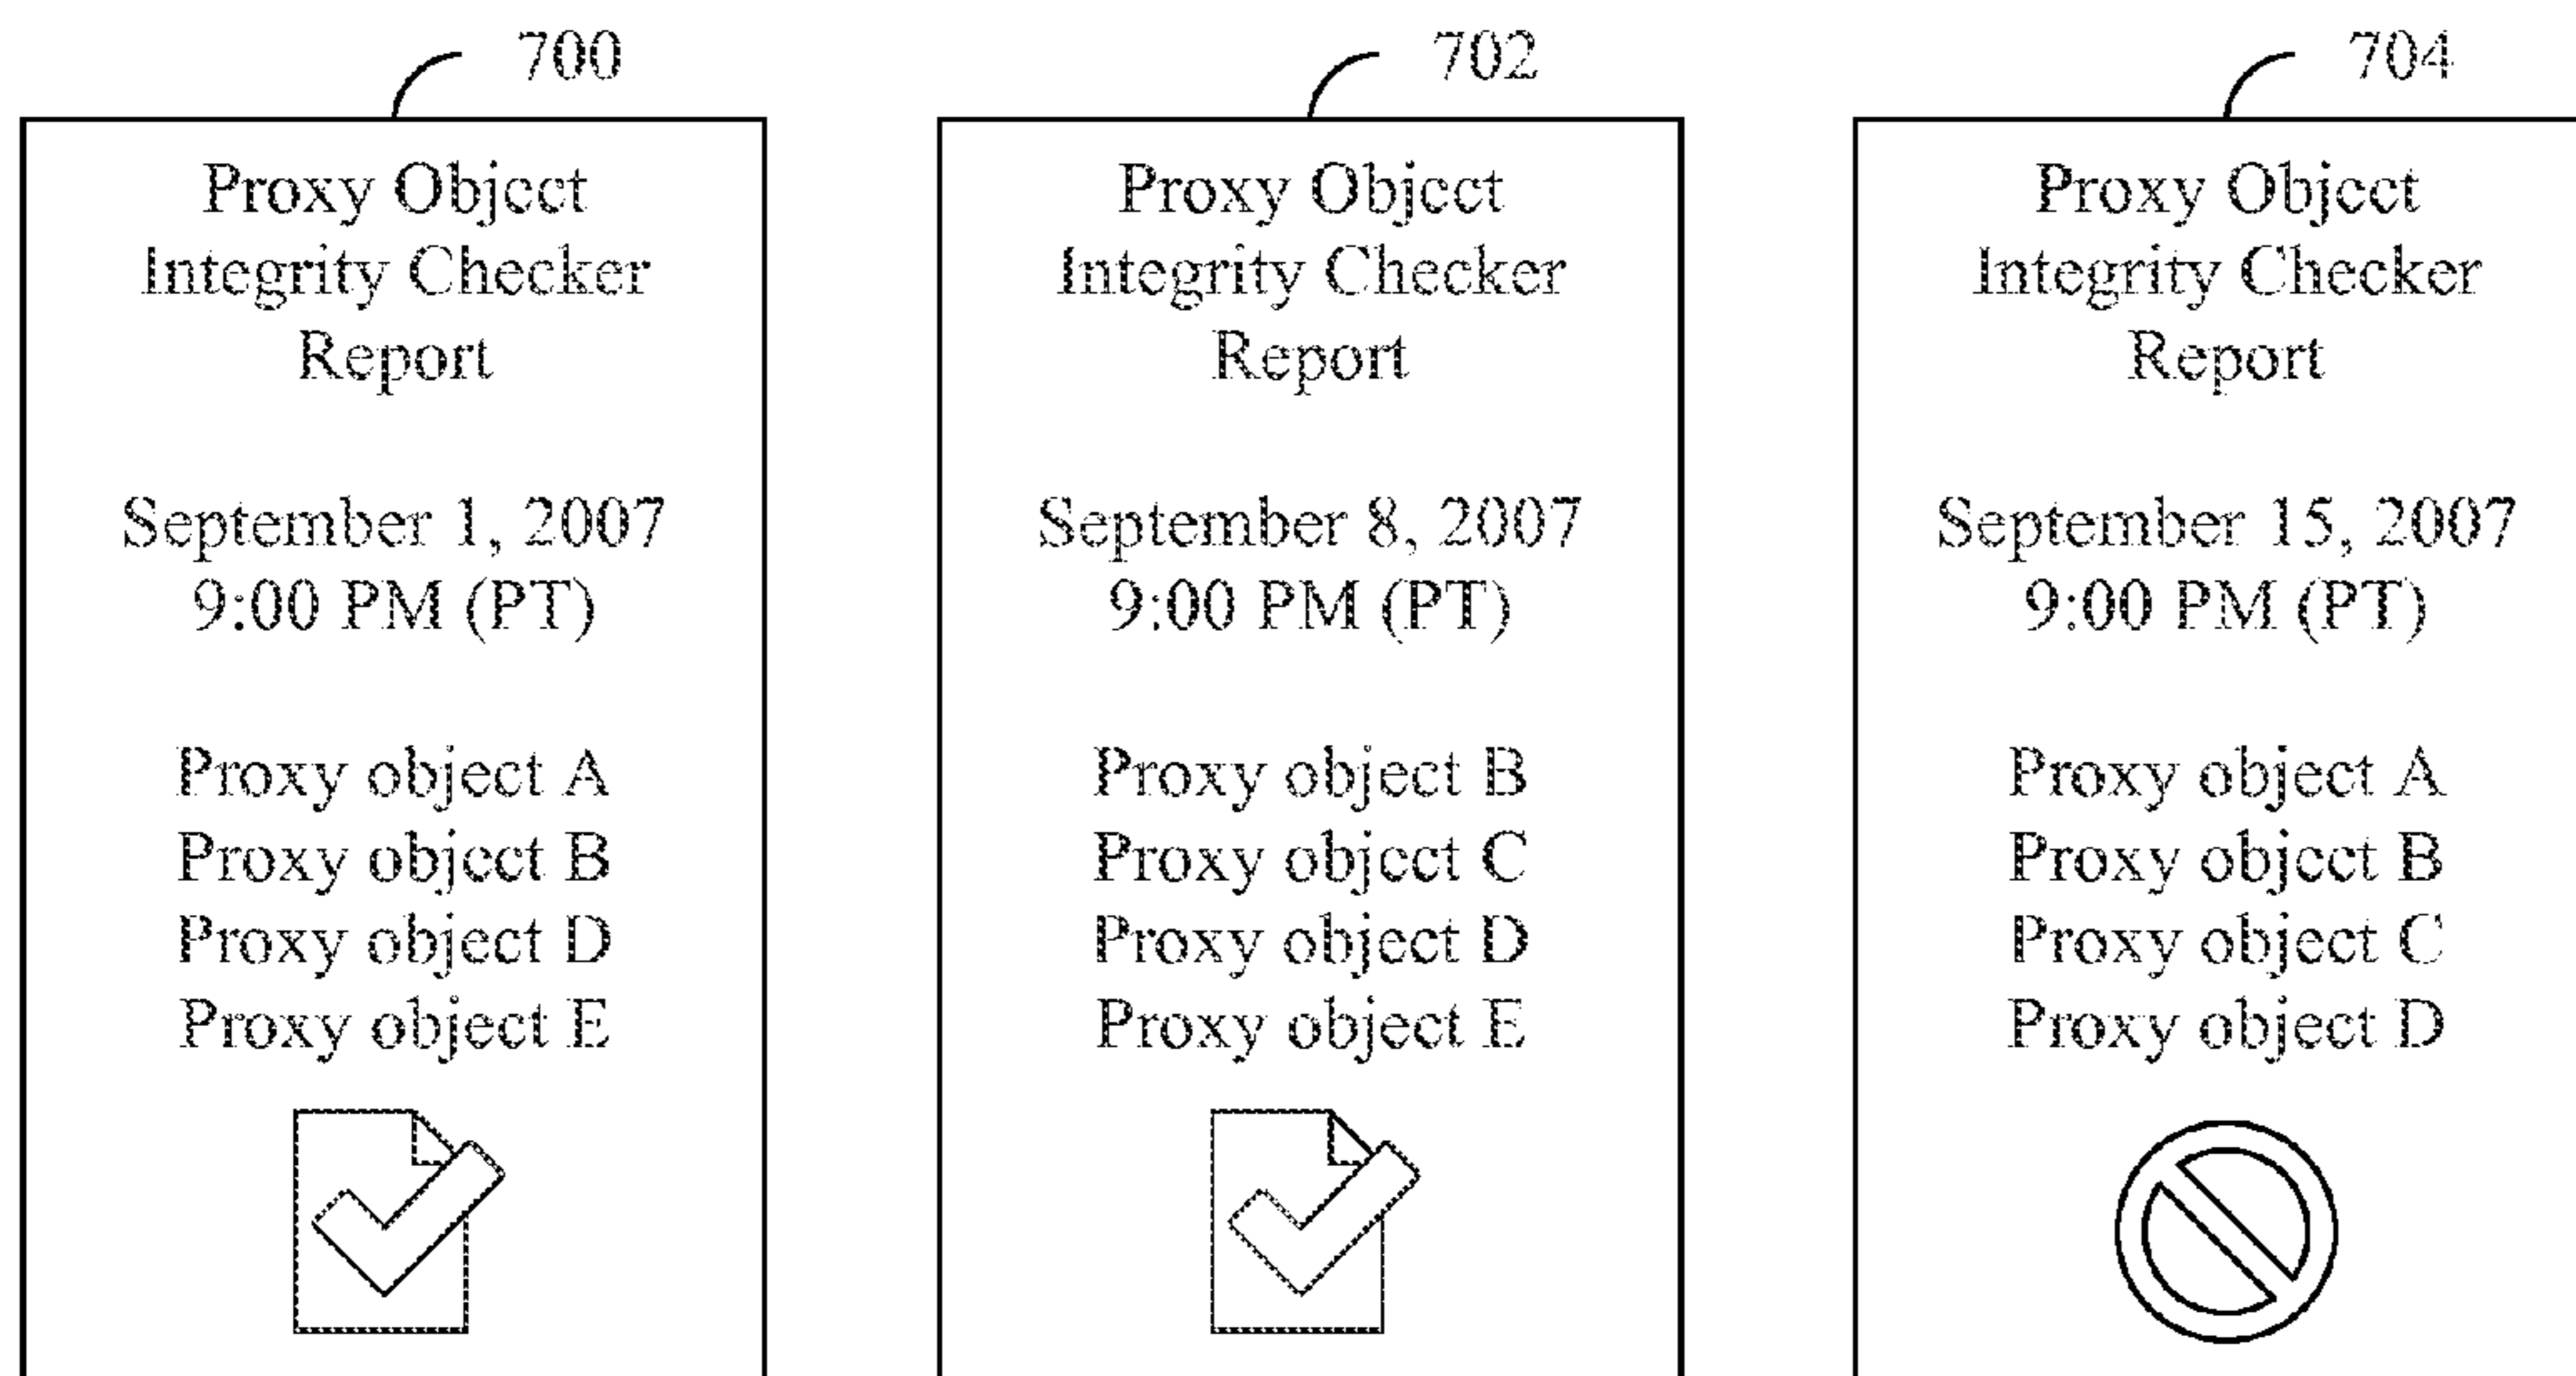 700
Proxy Object
Integrity Checker
Report
September 1, 2007
9:00 PM (PT)
Proxy object A
Proxy object B
Proxy object D
Proxy object E
702
Proxy Object
Integrity Checker
Report
September 8, 2007
9:00 PM (PT)
Proxy object B
Proxy object C
Proxy object D
Proxy object E
704
Proxy Object
Integrity Checker
Report
September 15, 2007
9:00 PM (PT)
Proxy object A
Proxy object B
Proxy object C
Proxy object D